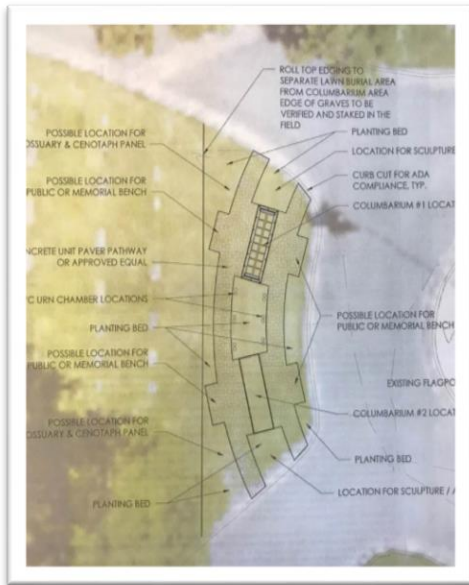 ROLL TOP EDGING TO
SEPARATE LAWN BURIAL AREA
FROM COLUMBARIUM AREA
EDGE OF GRAVES TO BE
VERIFIED AND STAKED IN THE
FIELD
POSSIBLE LOCATION FOR
OSSUARY & CENOTAPH PANEL
PLANTING BED
LOCATION FOR SCULPTURE
POSSIBLE LOCATION FOR
PUBLIC OR MEMORIAL BENCH
CURB CUT FOR ADA
COMPLIANCE, TYP.
COLUMBARIUM #1 LOCAT
NCRETE UNIT PAVER PATHWAY
OR APPROVED EQUAL
C URN CHAMBER LOCATIONS
PLANTING BED
POSSIBLE LOCATION FOR
PUBLIC OR MEMORIAL BENCH
POSSIBLE LOCATION FOR
PUBLIC OR MEMORIAL BENCH
EXISTING FLAGPO
COLUMBARIUM #2 LOCAT
POSSIBLE LOCATION FOR
OSSUARY & CENOTAPH PANEL
PLANTING BED
LOCATION FOR SCULPTURE /
PLANTING BED